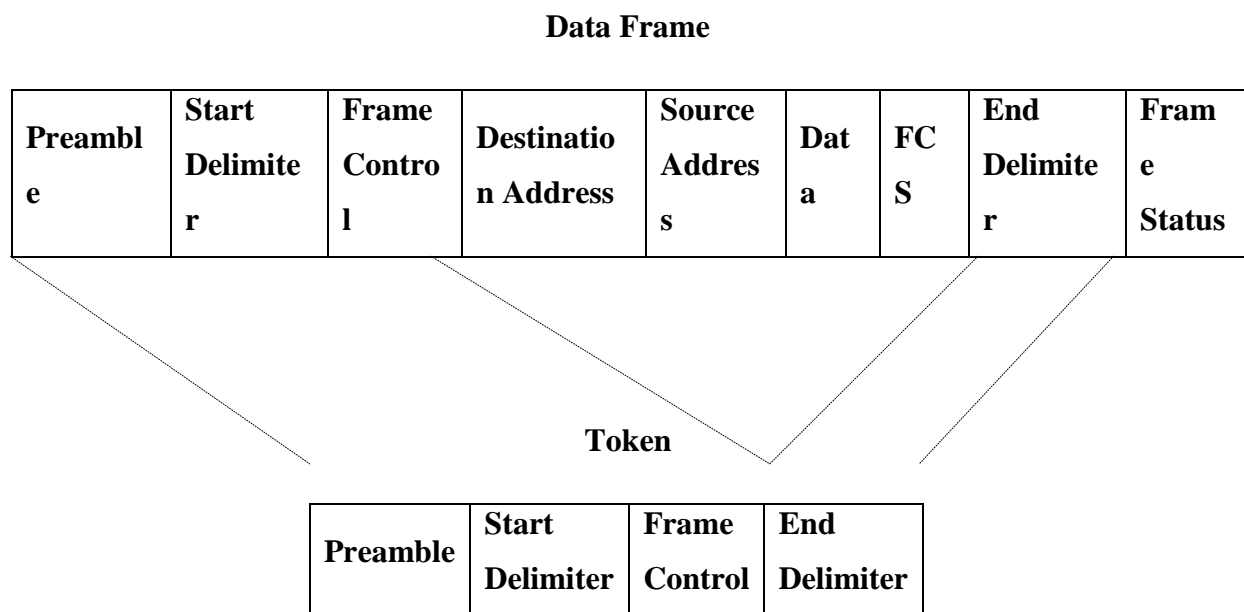 Data Frame
Preambl
e
Start
Delimite
r
Frame
Contro
l
Destinatio
n Address
Source
Addres
s
Dat
a
FC
S
End
Delimite
r
Fram
e
Status
Token
Preamble
Start
Delimiter
Frame
Control
End
Delimiter